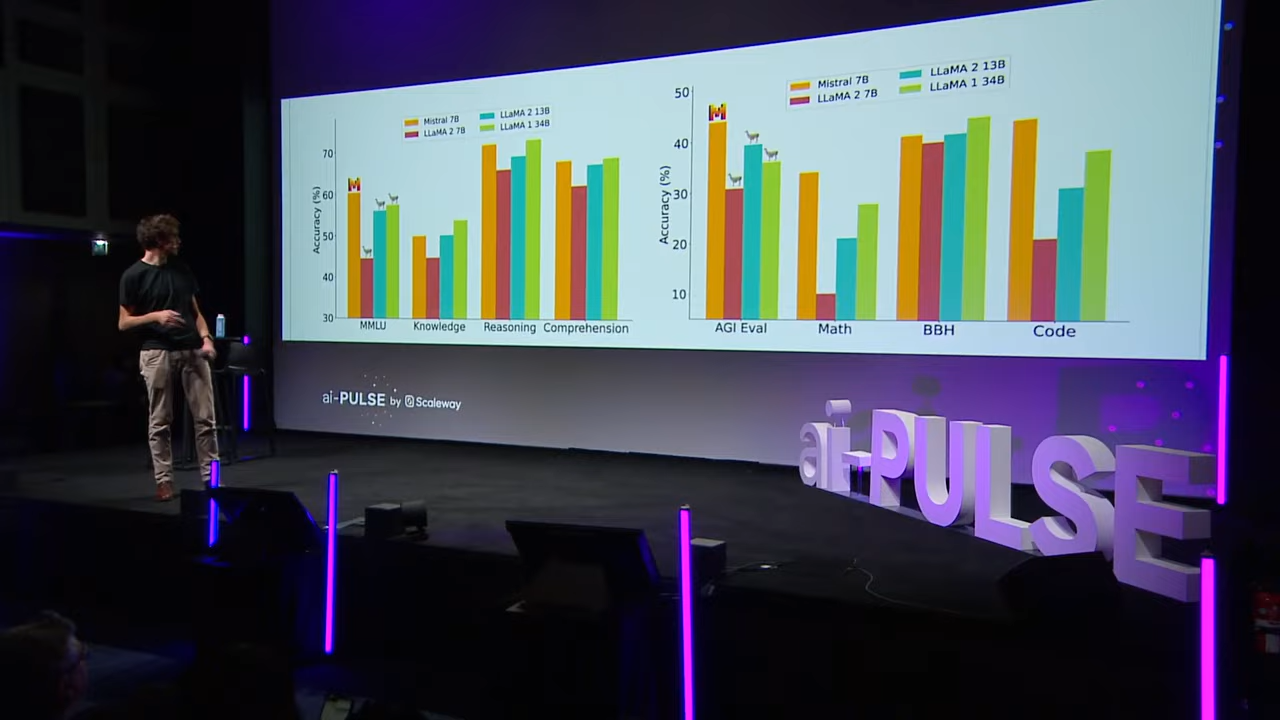 Mistral 7B
LLaMA 2 7B
LLaMA 2 13B
LLaMA 1 34B
Accuracy (%)
70
60
50
40
30
M
MMLU
Knowledge
Reasoning
Comprehension
Mistral 7B
LLaMA 2 7B
LLaMA 2 13B
LLaMA 1 34B
Accuracy (%)
50
40
30
20
10
M
AGI Eval
Math
BBH
Code
ai-PULSE by Scaleway
ai-PULSE